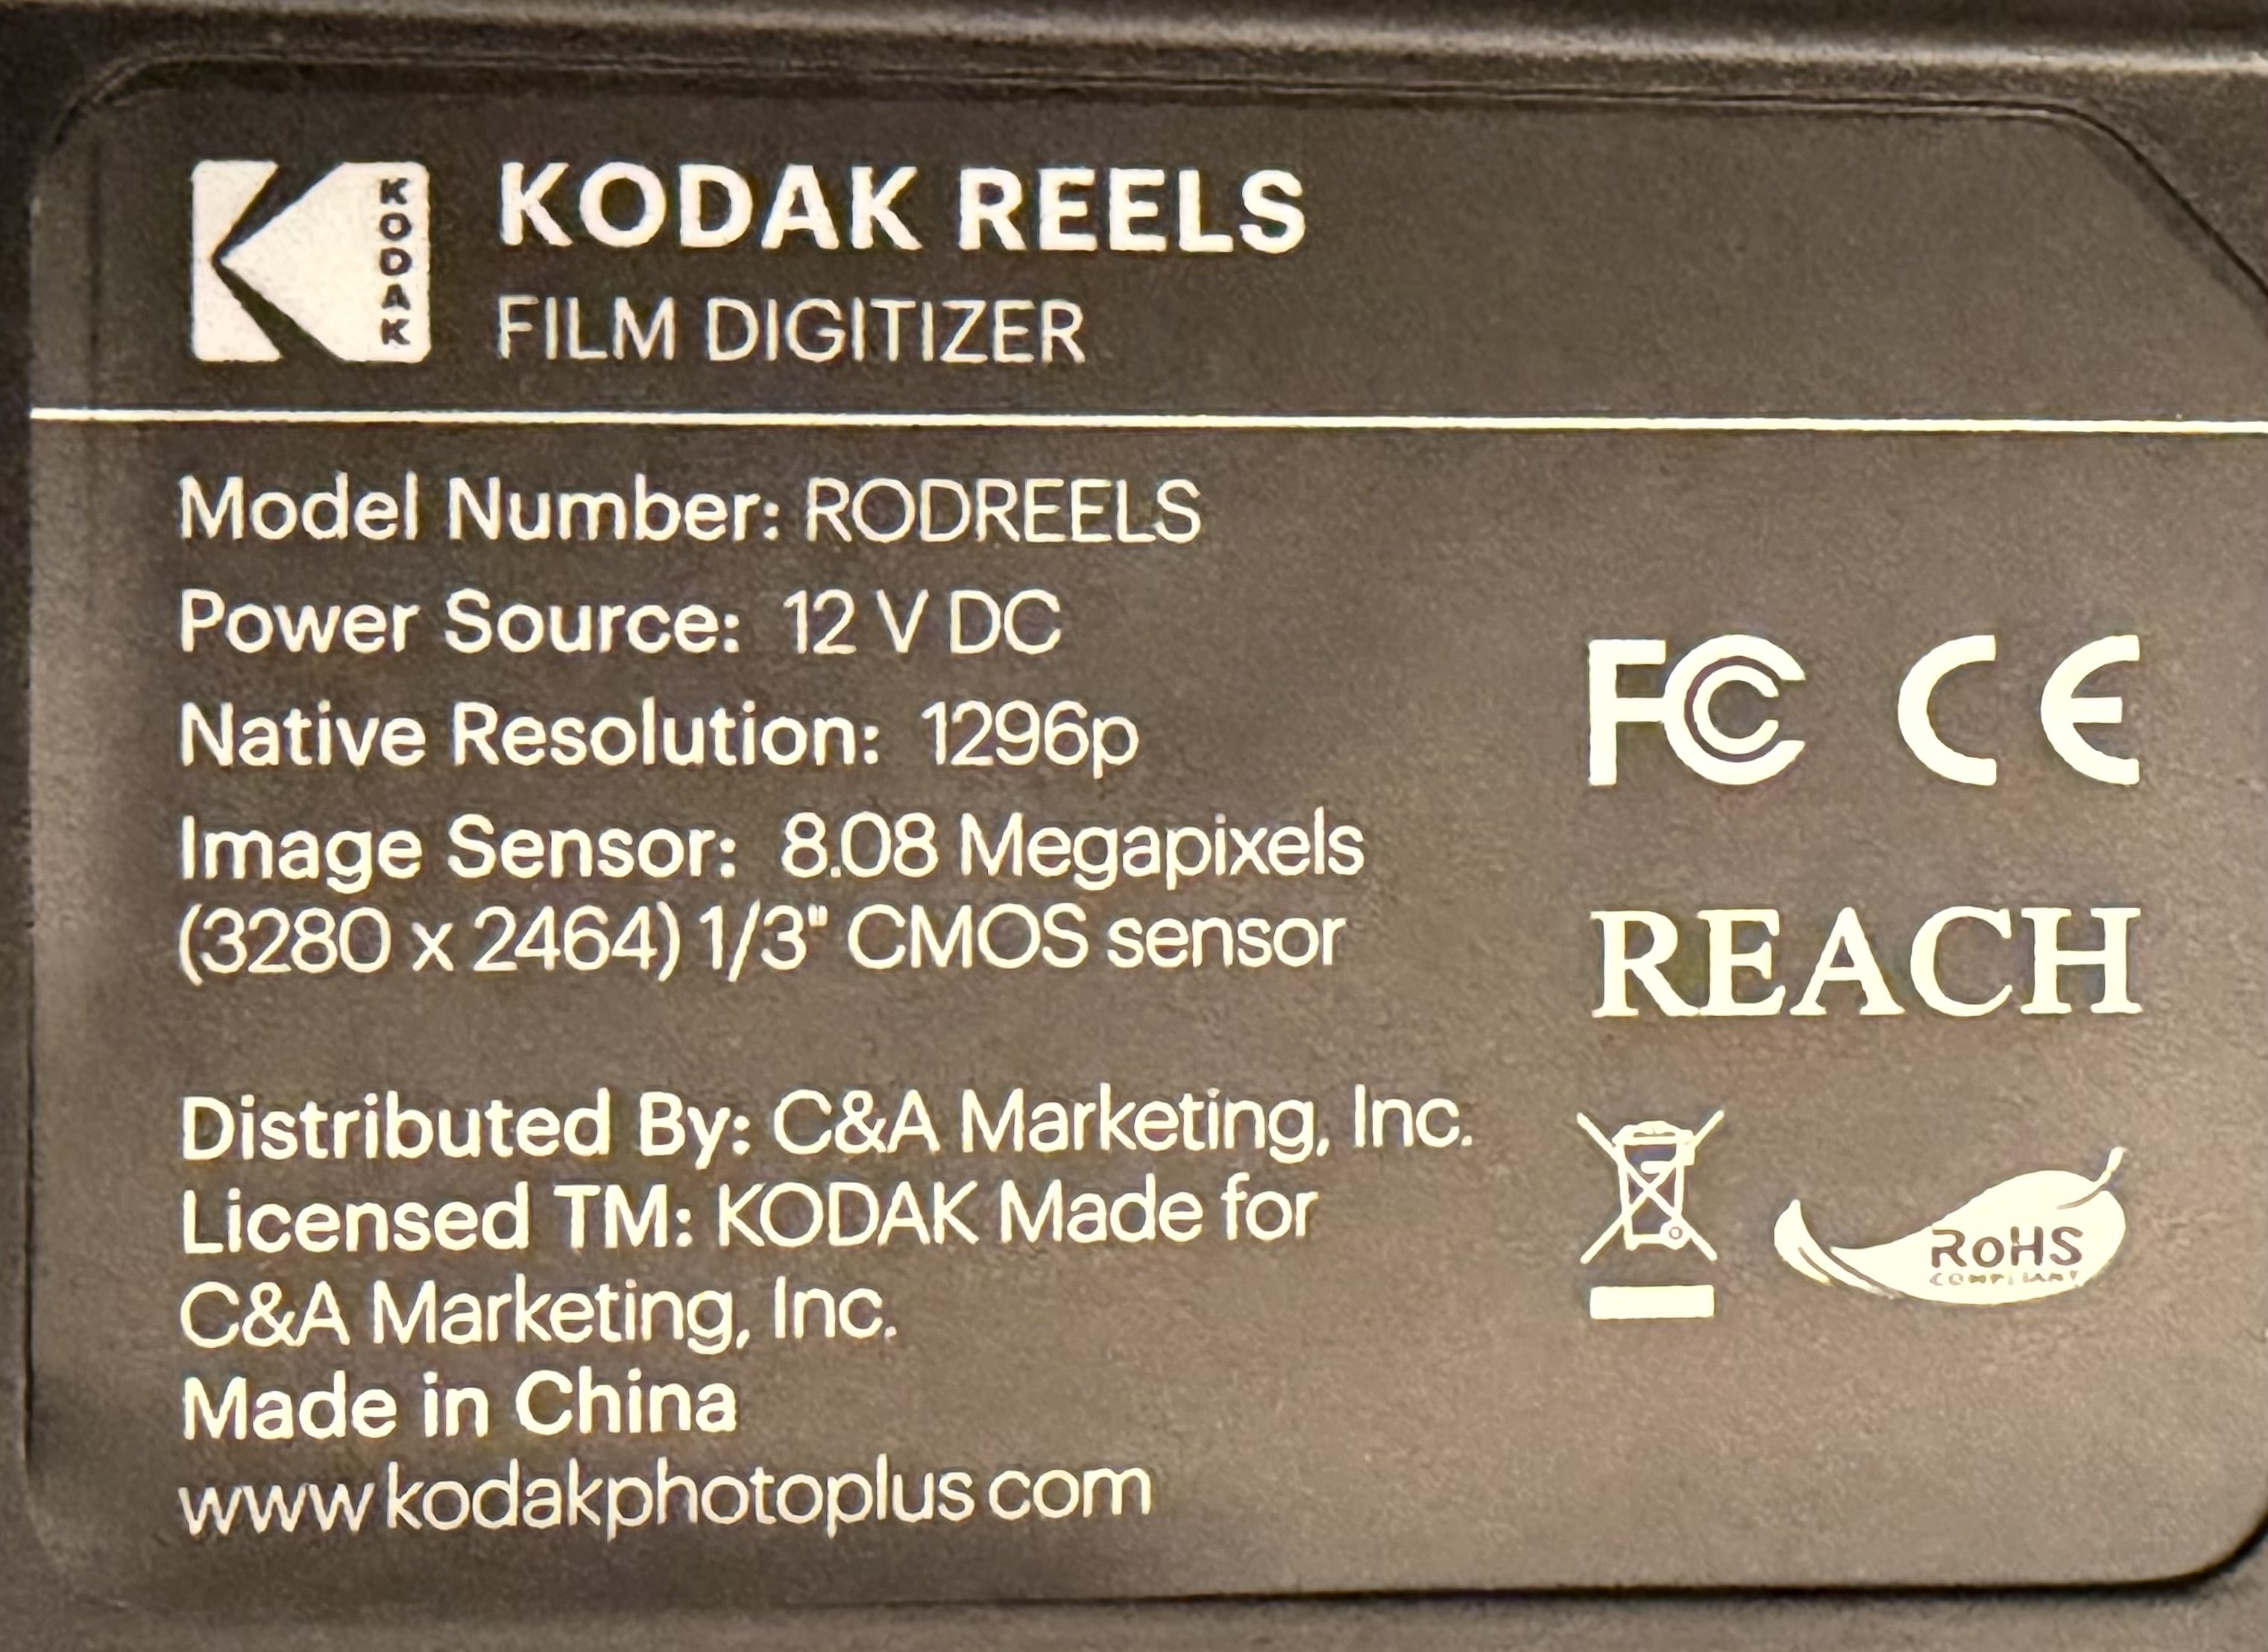 KODAK
KODAK REELS
FILM DIGITIZER
Model Number: RODREELS
Power Source: 12 V DC
Native Resolution: 1296p
Image Sensor: 8.08 Megapixels
(3280 x 2464) 1/3" CMOS sensor
FC CE
REACH
RoHS
COMPLIANT
Distributed By: C&A Marketing, Inc.
Licensed TM: KODAK Made for
C&A Marketing, Inc.
Made in China
www.kodakphotoplus.com